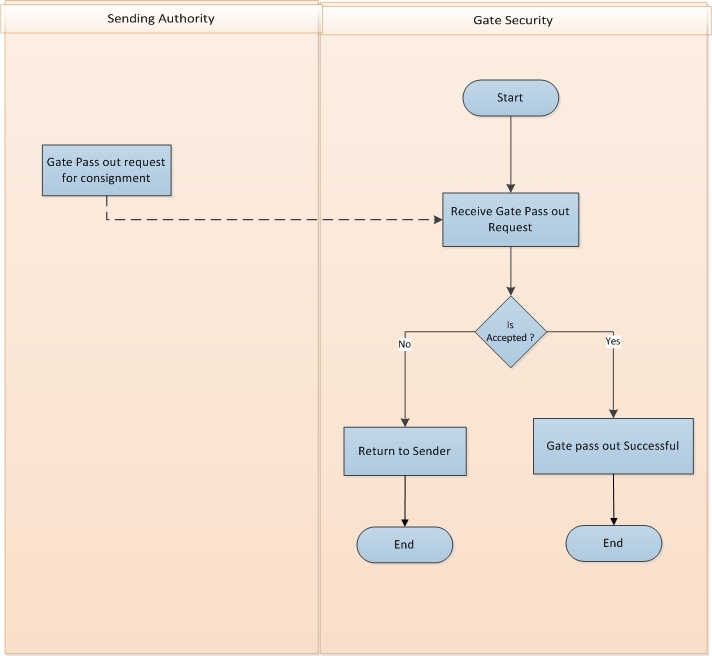 Sending Authority
Gate Security
Start
Gate Pass out request
for consignment
Receive Gate Pass out
Request
Is
Accepted ?
No
Yes
Return to Sender
Gate pass out Successful
End
End